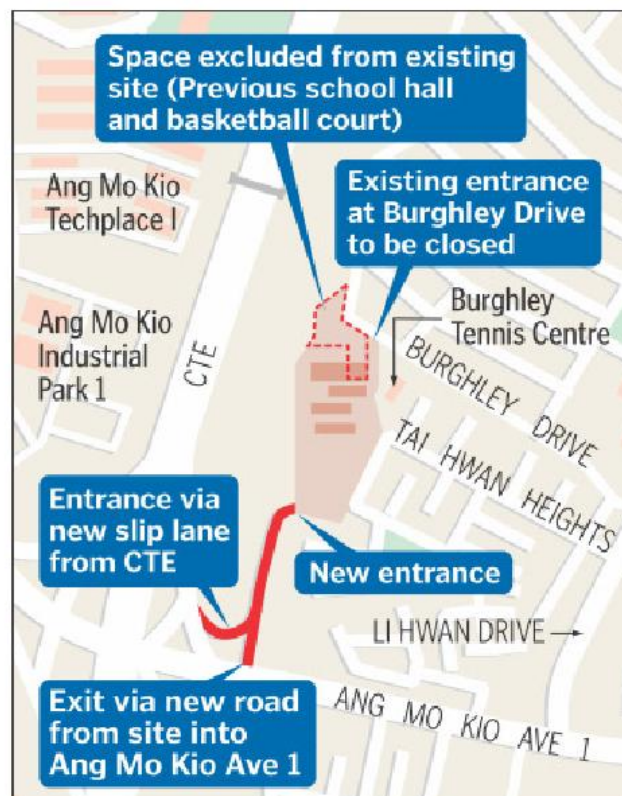 Space excluded from existing
site (Previous school hall
and basketball court)
Existing entrance
at Burghley Drive
to be closed
Ang Mo Kio
Techplace I
Burghley
Tennis Centre
Ang Mo Kio
Industrial
Park 1
CTE
BURGHLEY DRIVE
TAI HWAN HEIGHTS
Entrance via
new slip lane
from CTE
New entrance
LI HWAN DRIVE
Exit via new road
from site into
Ang Mo Kio Ave 1
ANG MO KIO AVE 1